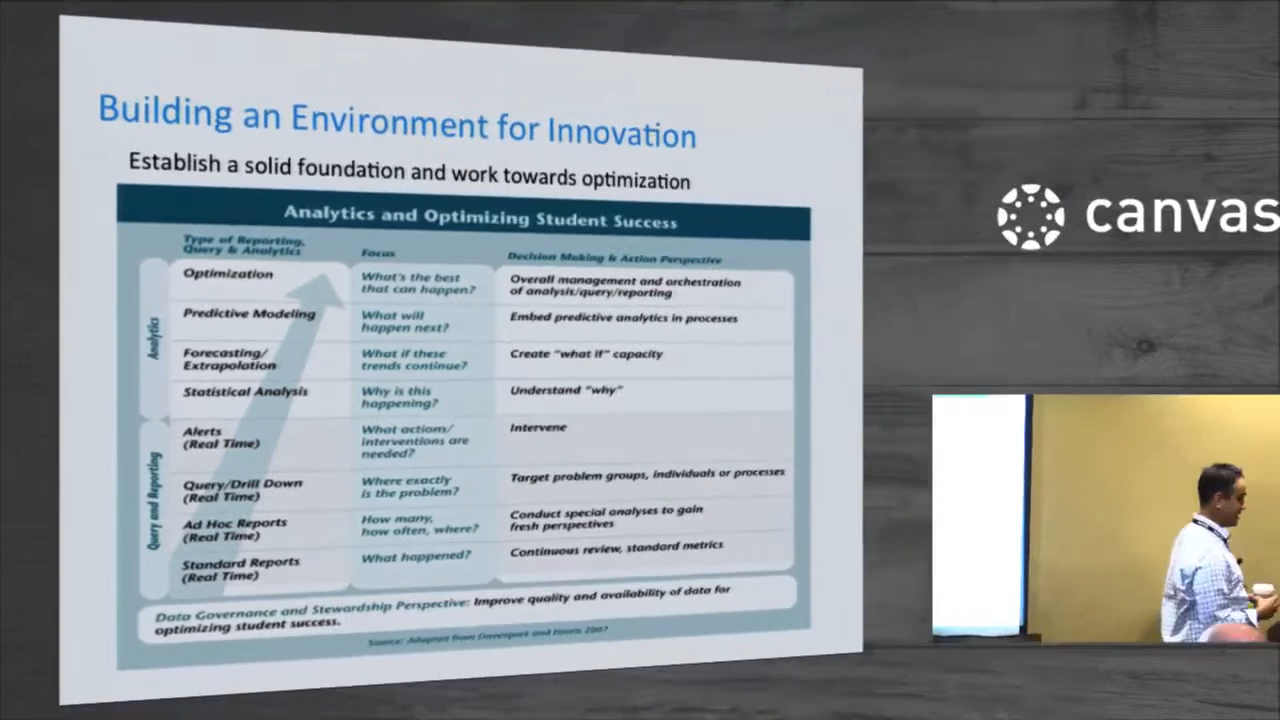 Building an Environment for Innovation
Establish a solid foundation and work towards optimization
Analytics and Optimizing Student Success
Type of Reporting,
Query & Analytics
Focus
Decision Making & Action Perspective
Analytics
Optimization
What's the best
that can happen?
Overall management and orchestration
of analysis/query/reporting
Predictive Modeling
What will
happen next?
Embed predictive analytics in processes
Forecasting/
Extrapolation
What if these
trends continue?
Create "what if" capacity
Statistical Analysis
Why is this
happening?
Understand "why"
Query and Reporting
Alerts
(Real Time)
What actions/
interventions are
needed?
Intervene
Query/Drill Down
(Real Time)
Where exactly
is the problem?
Target problem groups, individuals or processes
Ad Hoc Reports
(Real Time)
How many,
how often, where?
Conduct special analyses to gain
fresh perspectives
Standard Reports
(Real Time)
What happened?
Continuous review, standard metrics
Data Governance and Stewardship Perspective: Improve quality and availability of data for
optimizing student success.
Source: Adapted from Davenport and Harris 2007
canvas